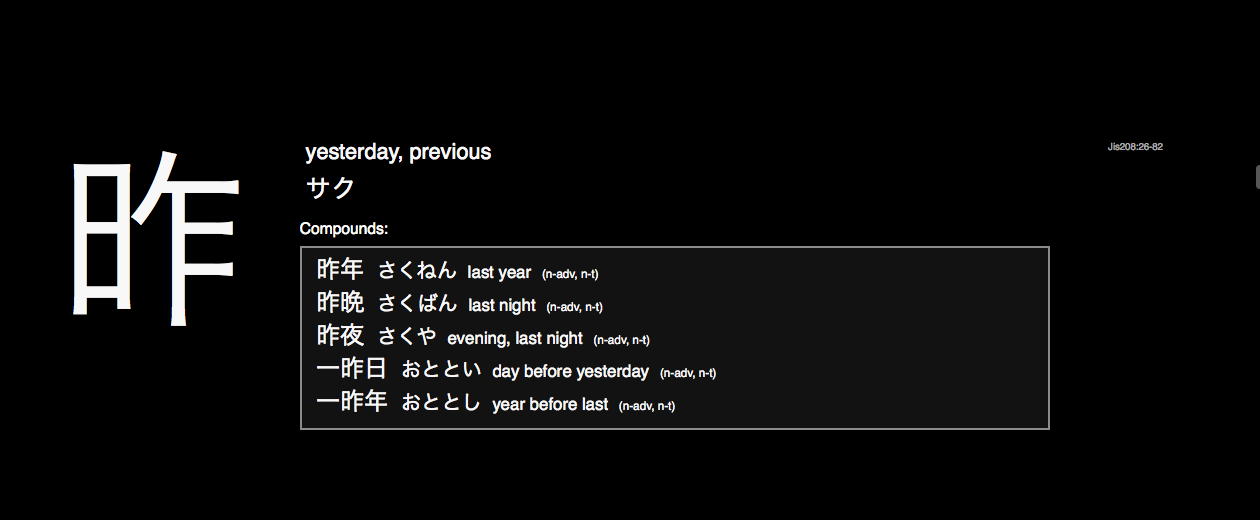 昨
yesterday, previous
Jis208:26-82
サク
Compounds:
昨年 さくねん last year (n-adv, n-t)
昨晩 さくばん last night (n-adv, n-t)
昨夜 さくや evening, last night (n-adv, n-t)
一昨日 おととい day before yesterday (n-adv, n-t)
一昨年 おととし year before last (n-adv, n-t)